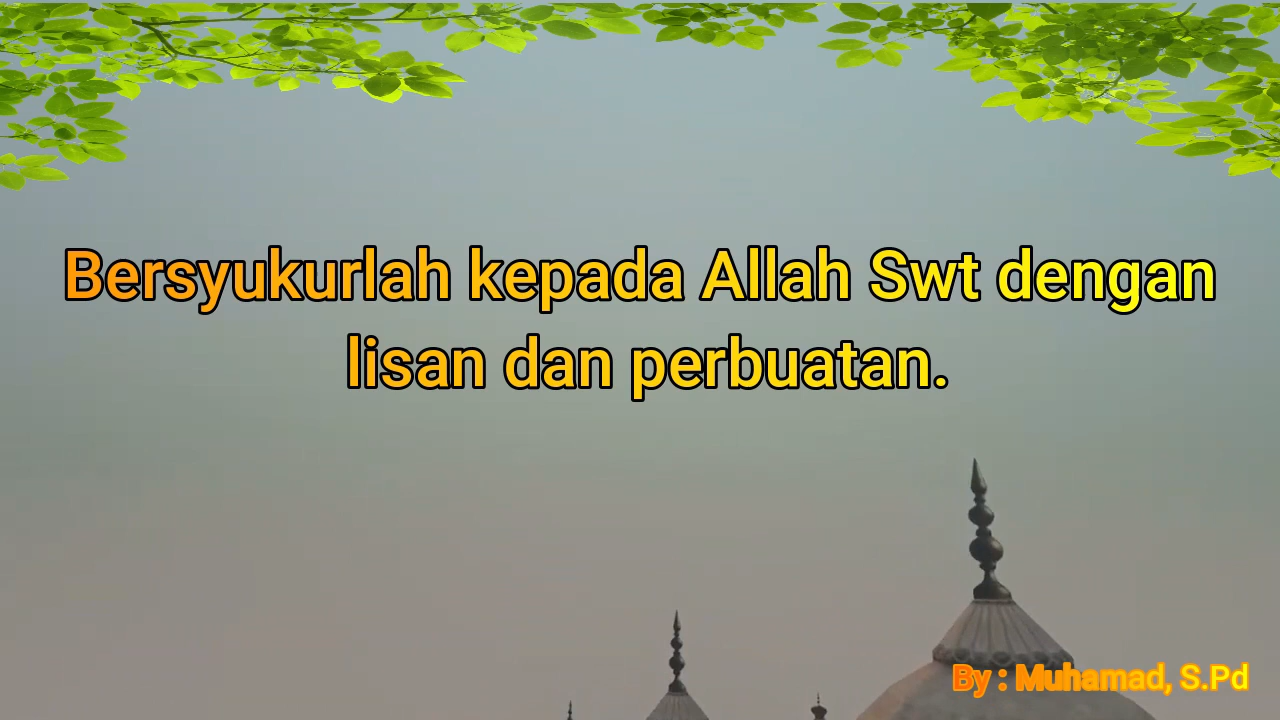 Bersyukurlah kepada Allah Swt dengan
lisan dan perbuatan.
By : Muhamad, S.Pd